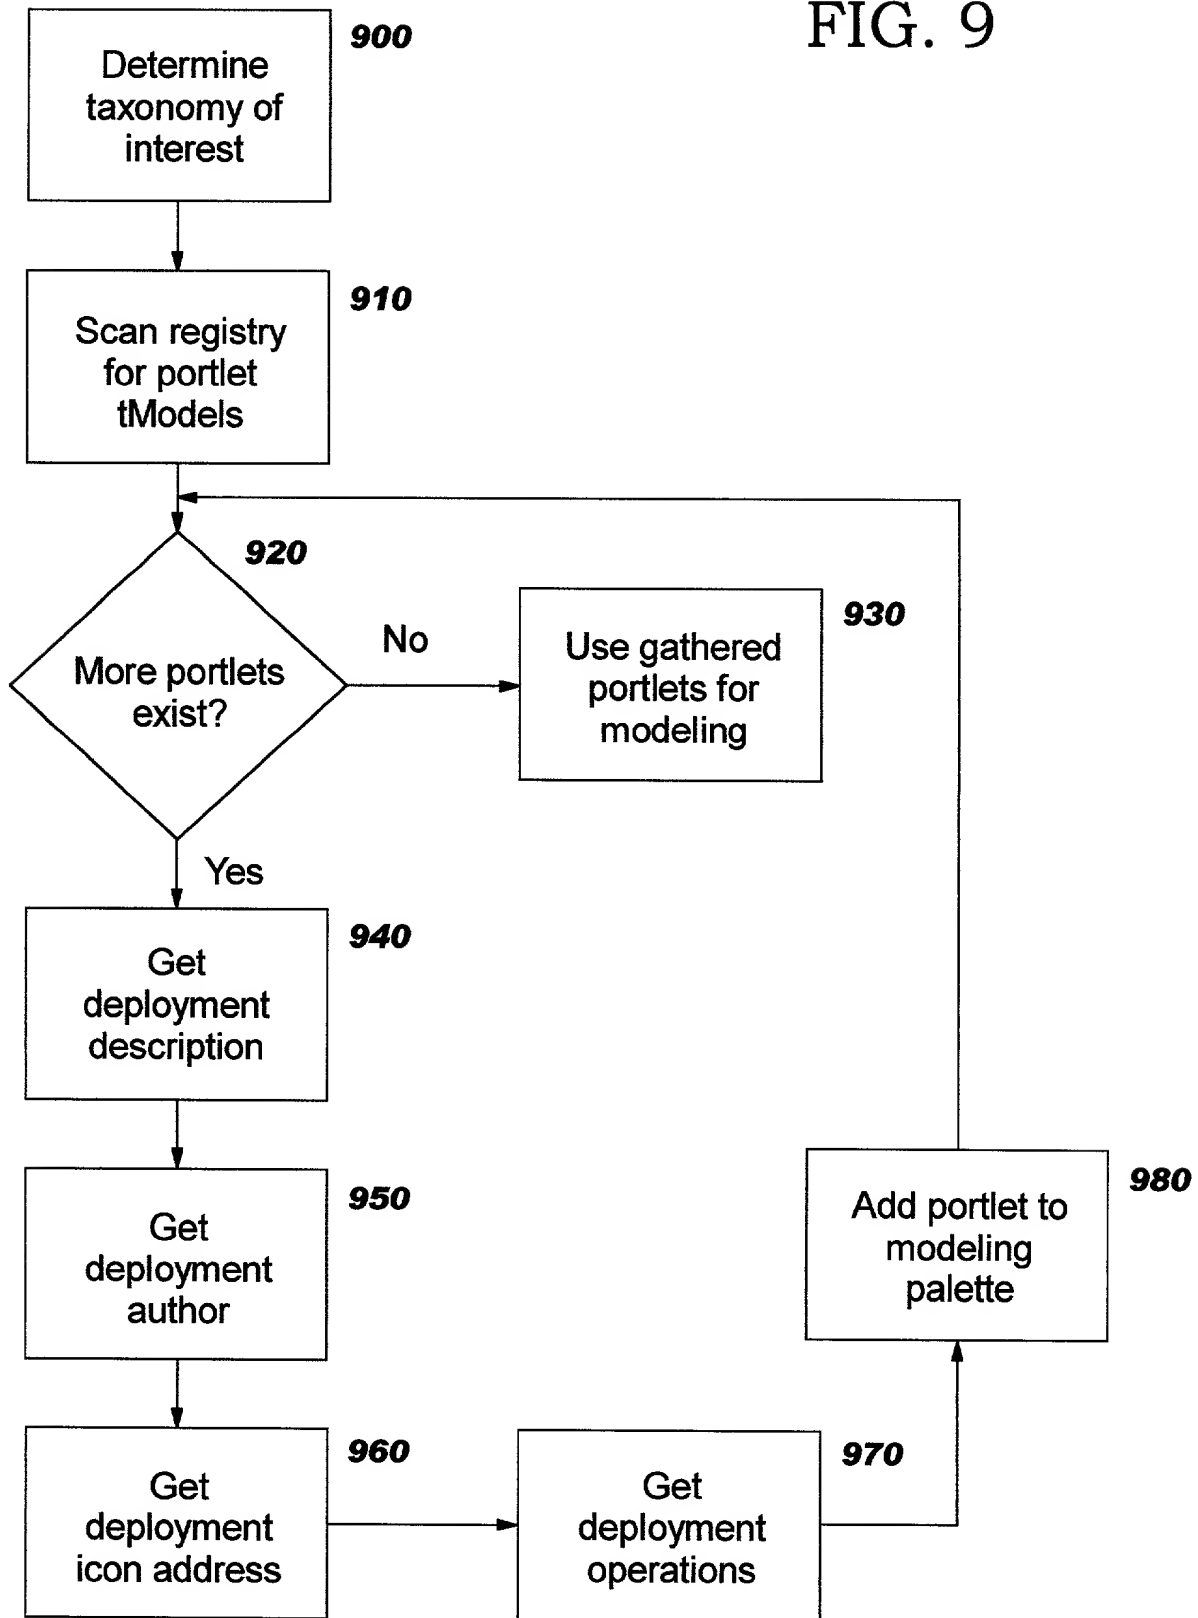 FIG. 9
900
Determine
taxonomy of
interest
910
Scan registry
for portlet
tModels
920
More portlets
exist?
No
930
Use gathered
portlets for
modeling
Yes
940
Get
deployment
description
950
Get
deployment
author
960
Get
deployment
icon address
970
Get
deployment
operations
980
Add portlet to
modeling
palette